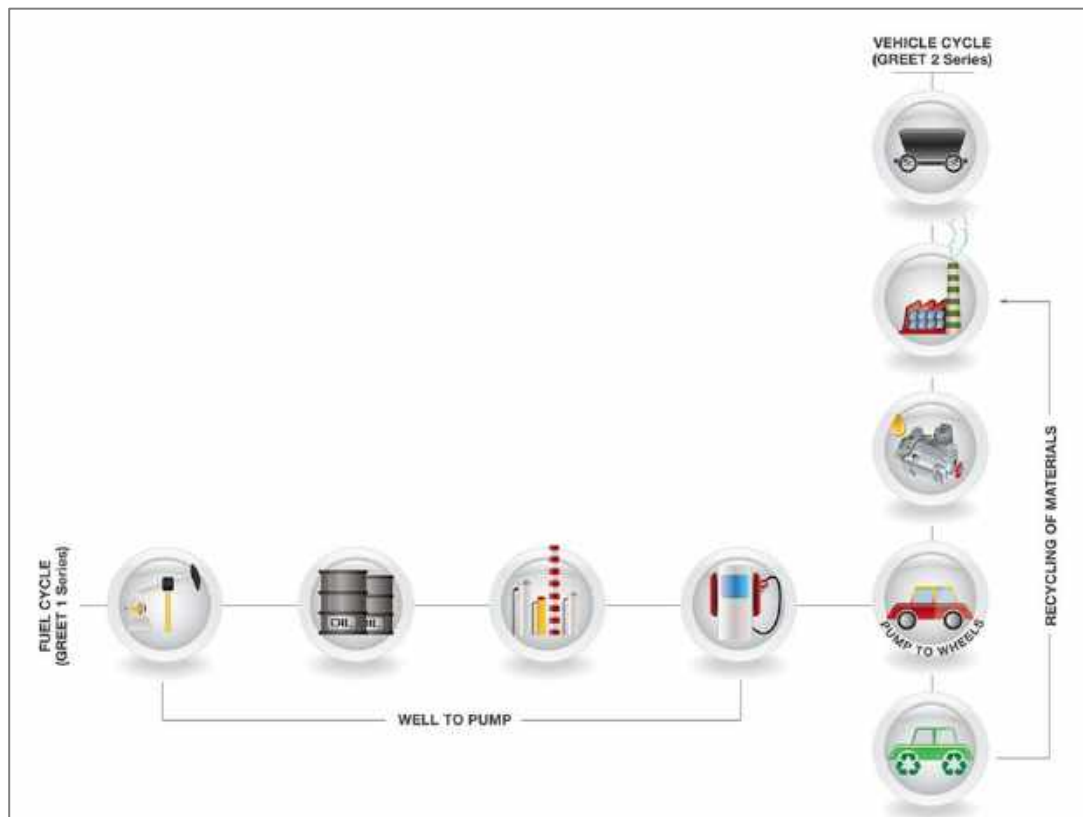 VEHICLE CYCLE
(GREET 2 Series)
RECYCLING OF MATERIALS
FUEL CYCLE
(GREET 1 Series)
OIL
OIL
PUMP TO WHEELS
WELL TO PUMP